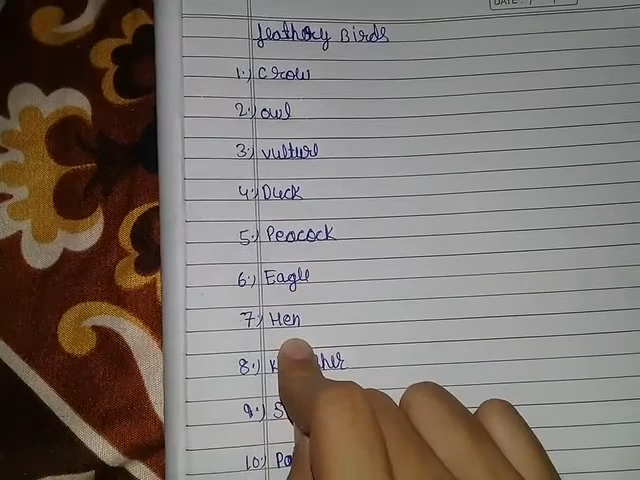 DATE:
feathery Birds
1.) Crow
2.) owl
3.) vulture
4.) Duck
5.) Peacock
6.) Eagle
7.) Hen
8.)
9.)
10.)